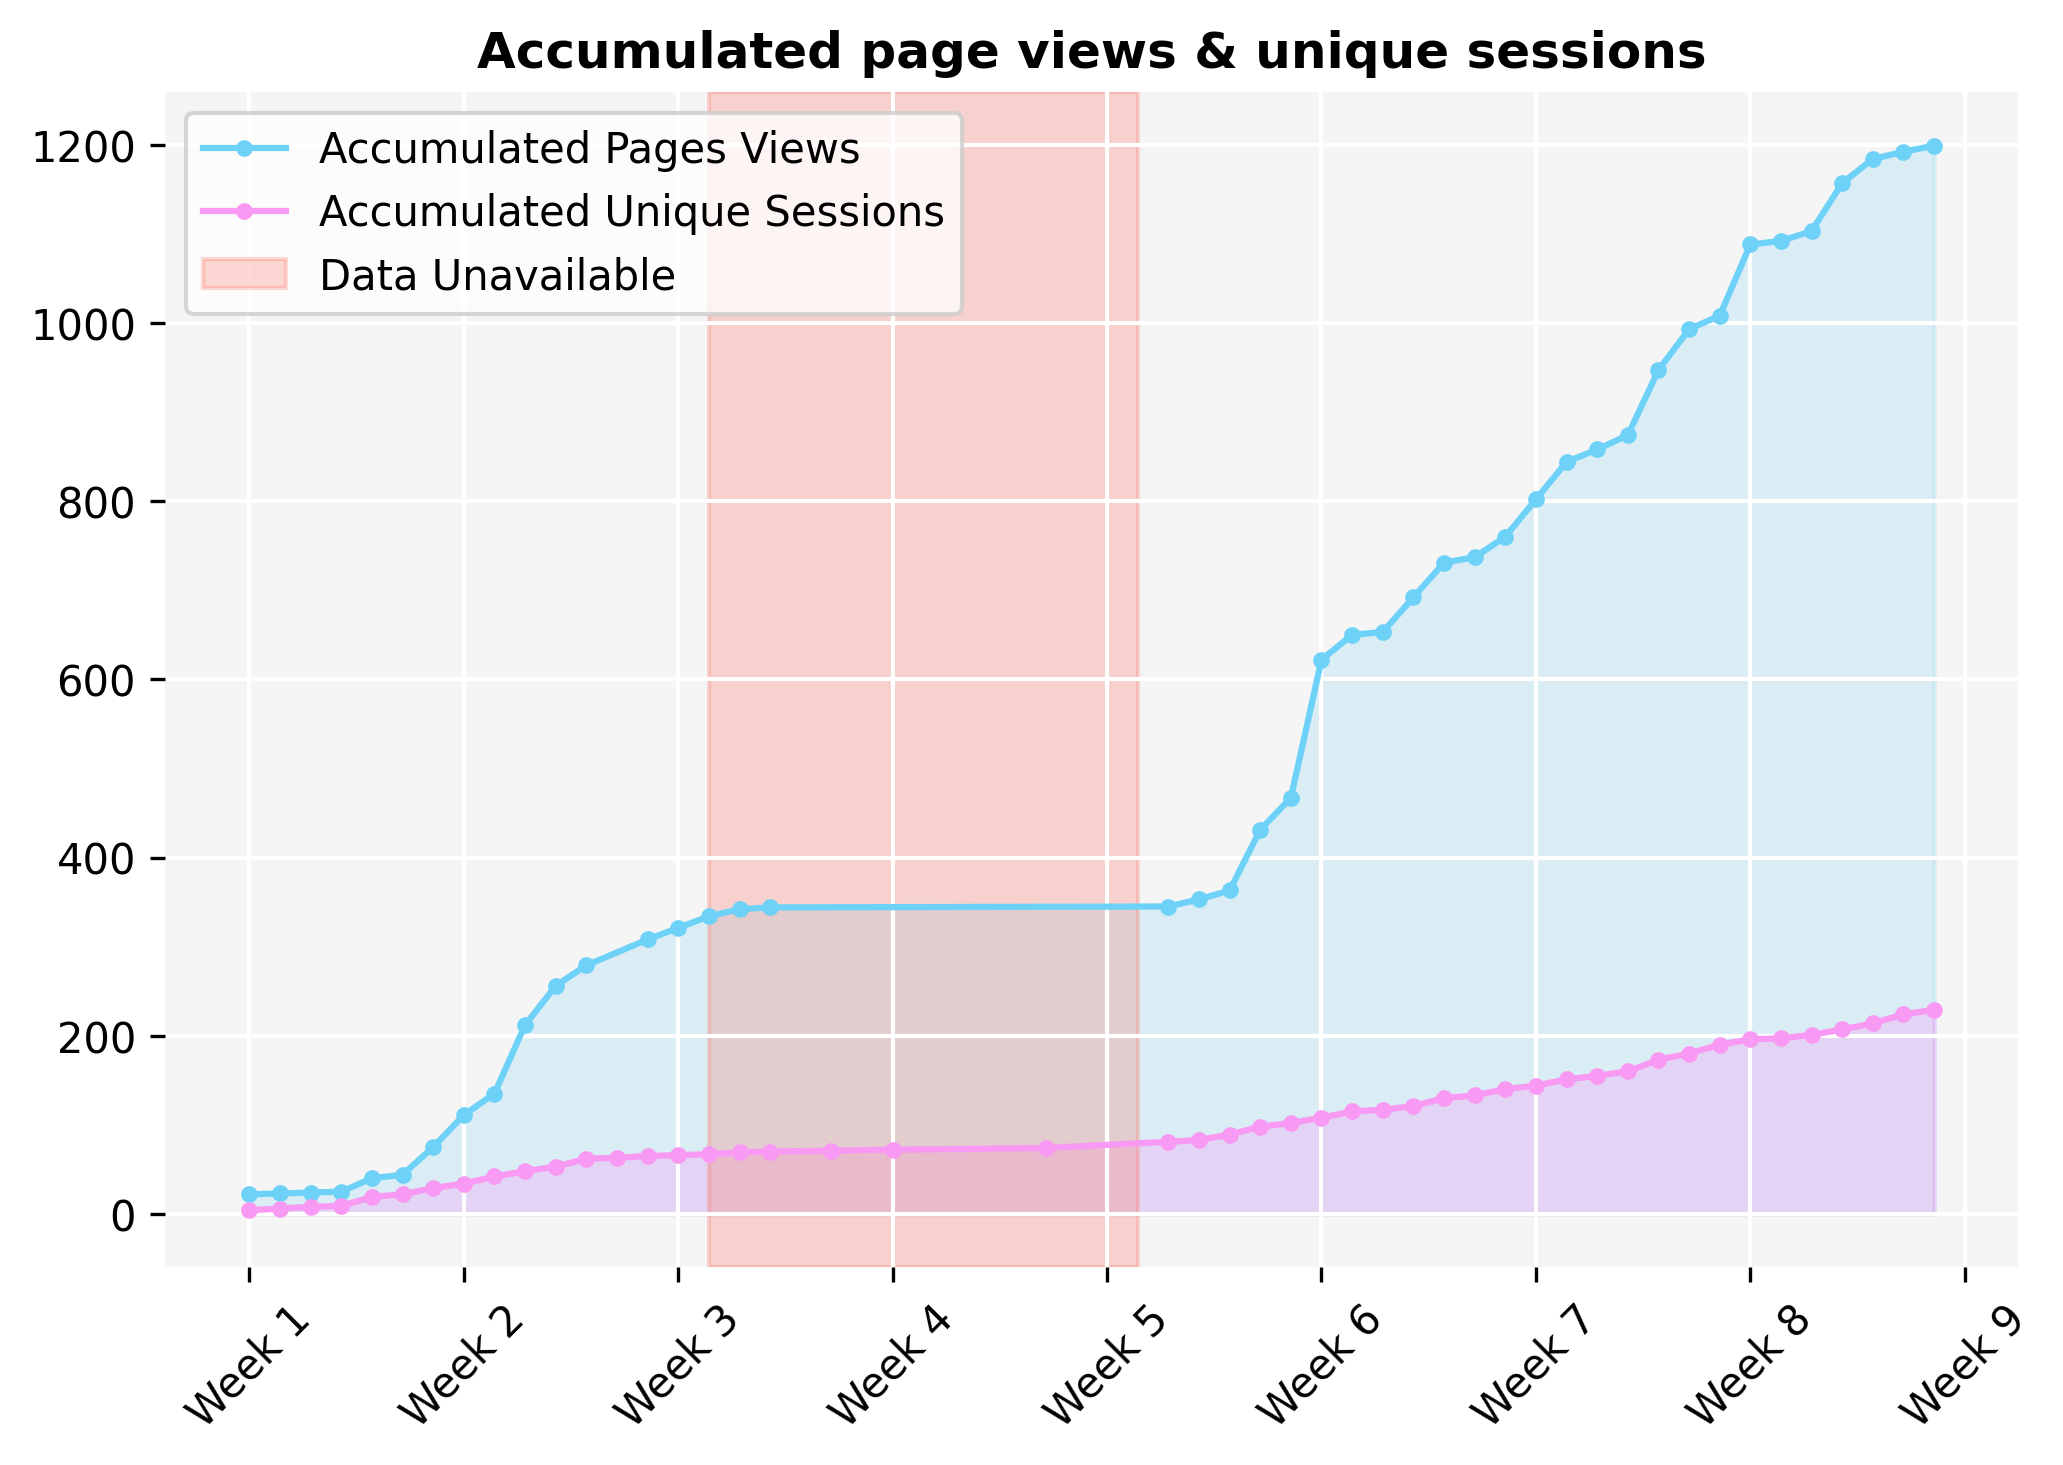 Accumulated page views & unique sessions
Accumulated Pages Views
Accumulated Unique Sessions
Data Unavailable
1200
1000
800
600
400
200
0
Week 1
Week 2
Week 3
Week 4
Week 5
Week 6
Week 7
Week 8
Week 9